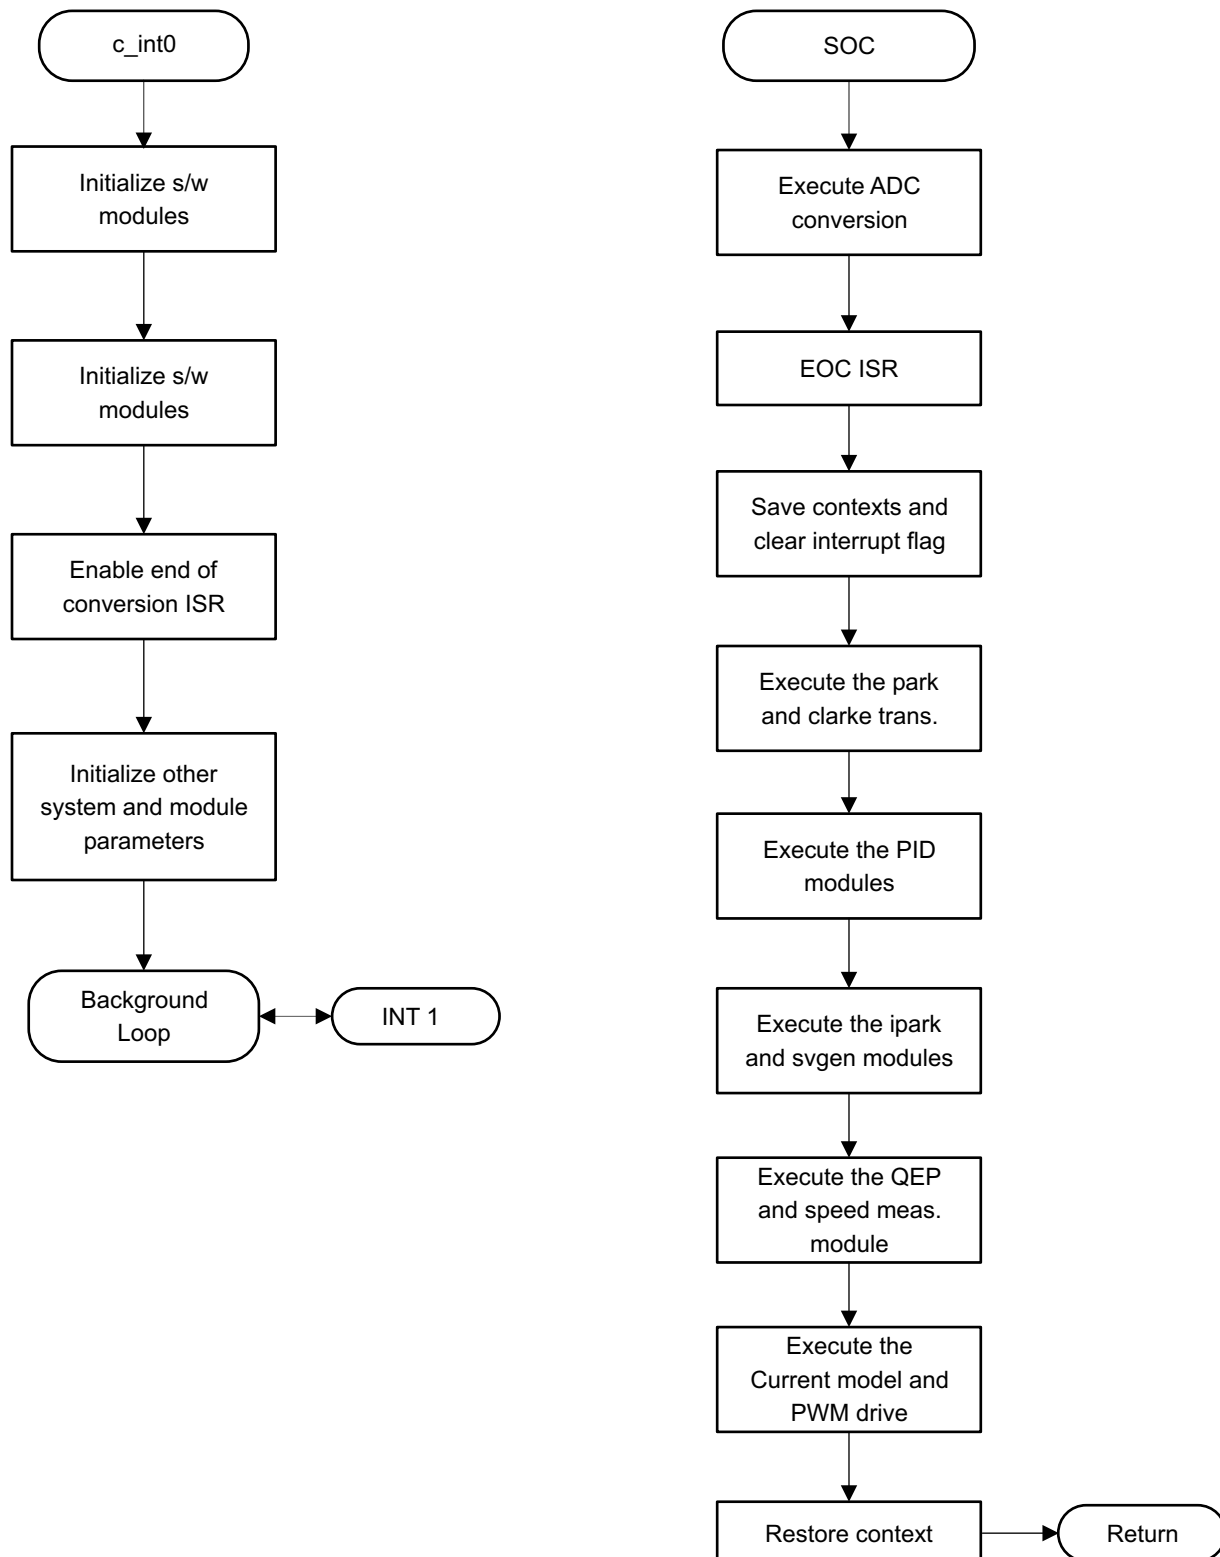 c_int0
Initialize s/w
modules
Initialize s/w
modules
Enable end of
conversion ISR
Initialize other
system and module
parameters
Background
Loop
INT 1
SOC
Execute ADC
conversion
EOC ISR
Save contexts and
clear interrupt flag
Execute the park
and clarke trans.
Execute the PID
modules
Execute the ipark
and svgen modules
Execute the QEP
and speed meas.
module
Execute the
Current model and
PWM drive
Restore context
Return